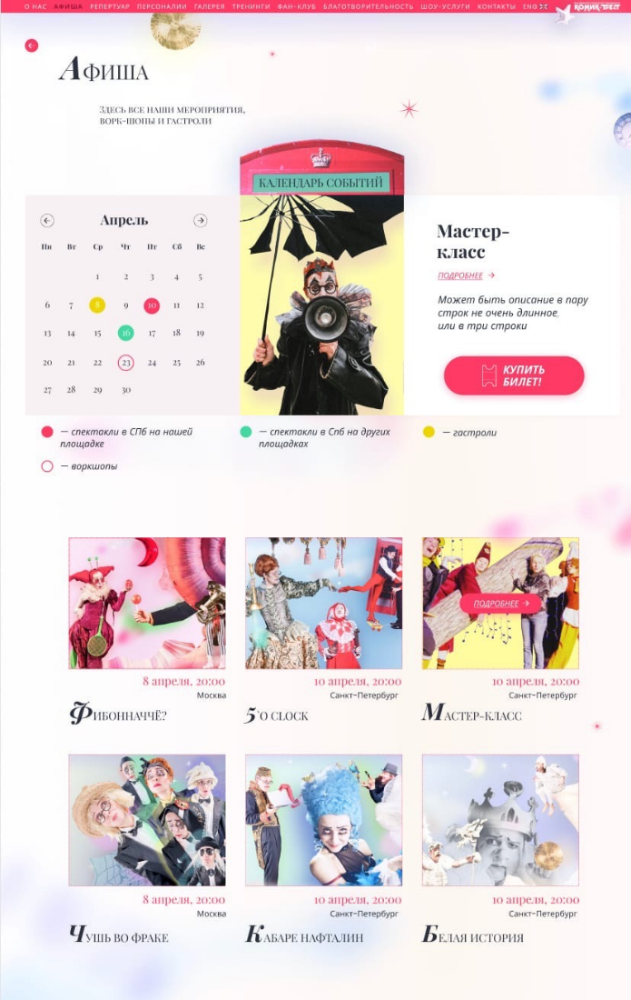 О НАС АФИША РЕПЕРТУАР ПЕРСОНАЛИИ ГАЛЕРЕЯ ТРЕНИНГИ ФАН-КЛУБ БЛАГОТВОРИТЕЛЬНОСТЬ ШОУ-УСЛУГИ КОНТАКТЫ ENG
КОМИК-ТРЕСТ
АФИША
ЗДЕСЬ ВСЕ НАШИ МЕРОПРИЯТИЯ,
ВОРК-ШОПЫ И ГАСТРОЛИ
КАЛЕНДАРЬ СОБЫТИЙ
Апрель
Пн Вт Ср Чт Пт Сб Вс
1 2 3 4 5
6 7 8 9 10 11 12
13 14 15 16 17 18 19
20 21 22 23 24 25 26
27 28 29 30
Мастер-
класс
ПОДРОБНЕЕ →
Может быть описание в пару
строк не очень длинное,
или в три строки
КУПИТЬ
БИЛЕТ!
— спектакли в СПб на нашей
площадке
— спектакли в Спб на других
площадках
— гастроли
— воркшопы
ПОДРОБНЕЕ →
8 апреля, 20:00
Москва
ФИБОННАЧЧЁ?
10 апреля, 20:00
Санкт-Петербург
5'O CLOCK
10 апреля, 20:00
Санкт-Петербург
МАСТЕР-КЛАСС
8 апреля, 20:00
Москва
ЧУШЬ ВО ФРАКЕ
10 апреля, 20:00
Санкт-Петербург
КАБАРЕ НАФТАЛИН
10 апреля, 20:00
Санкт-Петербург
БЕЛАЯ ИСТОРИЯ